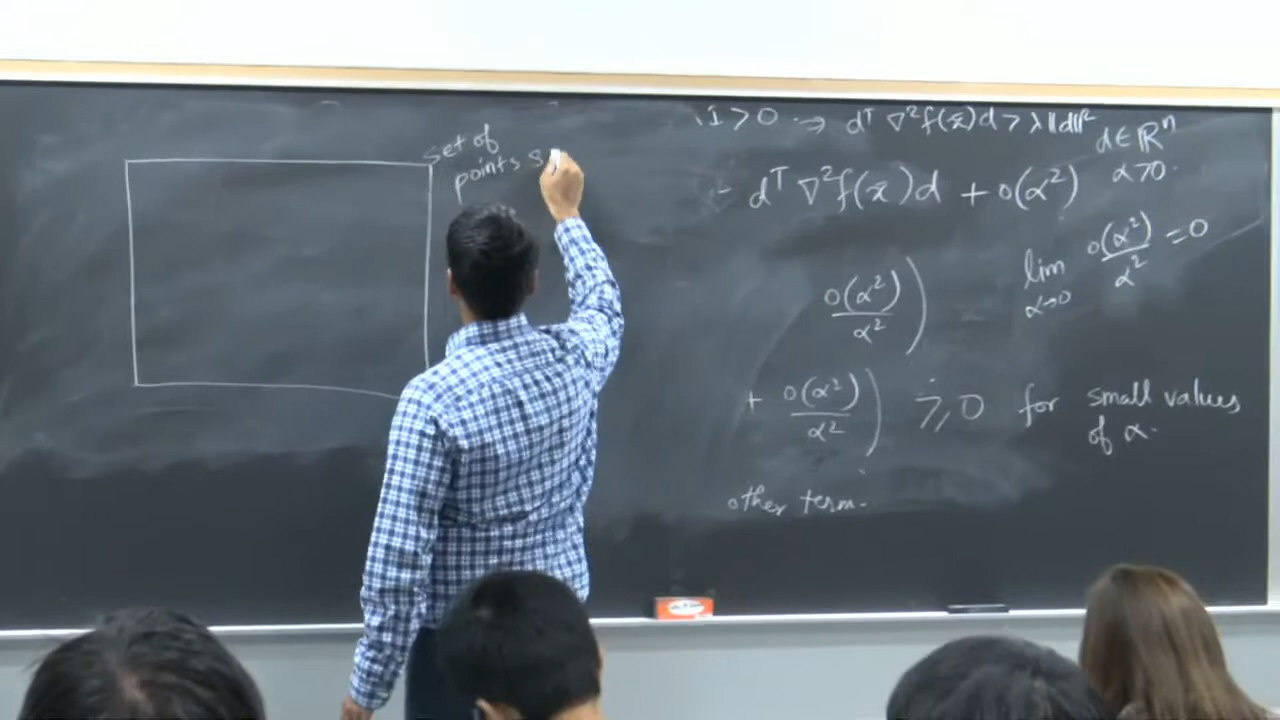 set of
points s
λ > 0 ⇒ dᵀ ∇²f(x̄)d > λ ||d||²
d ∈ ℝⁿ
α>0.
dᵀ ∇²f(x̄)d + o(α²)
lim α→0 o(α²)/α² = 0
o(α²)/α² )
+ o(α²)/α² ) ≥ 0 for small values
of α.
other term.